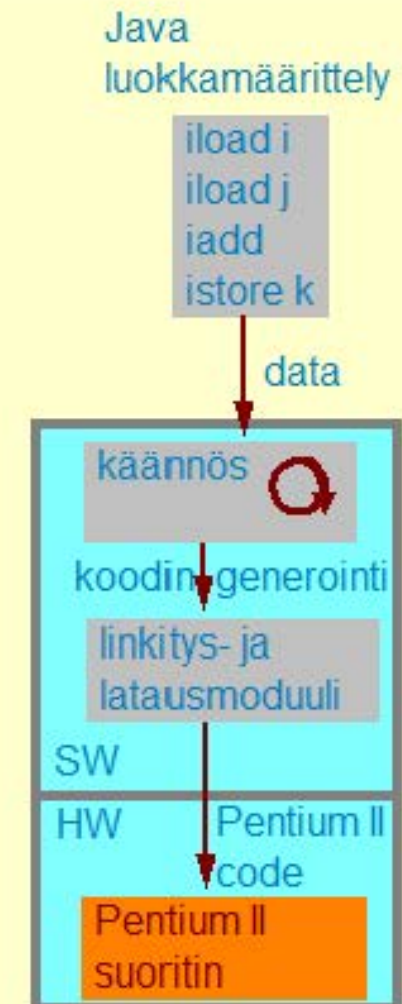 Java
luokkamäärittely
iload i
iload j
iadd
istore k
data
käännös
koodin generointi
linkitys- ja
latausmoduuli
SW
HW
Pentium II
code
Pentium II
suoritin